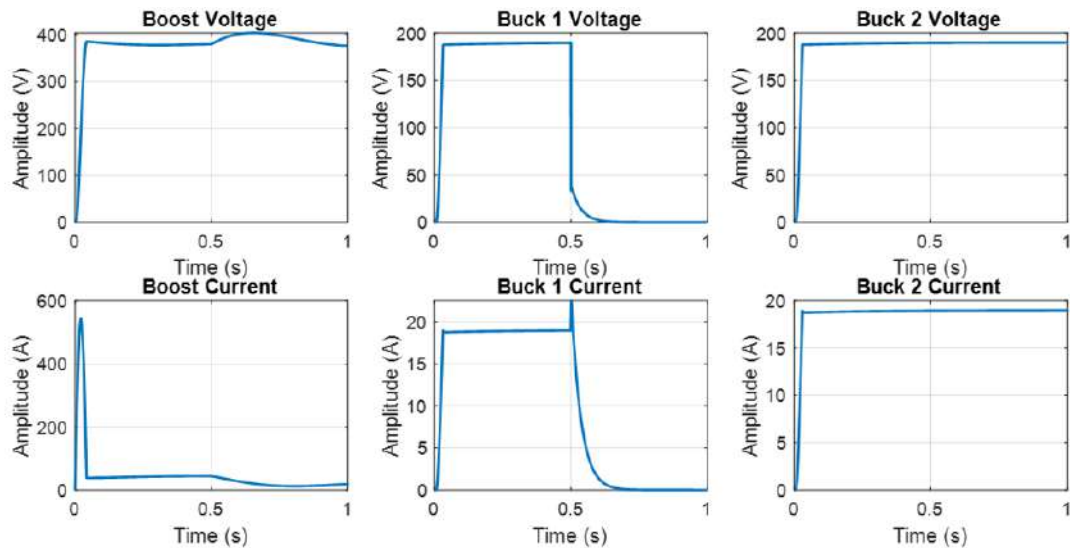 Boost Voltage
Amplitude (V)
400
300
200
100
0
0 0.5 1
Time (s)
Buck 1 Voltage
Amplitude (V)
200
150
100
50
0
0 0.5 1
Time (s)
Buck 2 Voltage
Amplitude (V)
200
150
100
50
0
0 0.5 1
Time (s)
Boost Current
Amplitude (A)
600
400
200
0
0 0.5 1
Time (s)
Buck 1 Current
Amplitude (A)
20
15
10
5
0
0 0.5 1
Time (s)
Buck 2 Current
Amplitude (A)
20
15
10
5
0
0 0.5 1
Time (s)